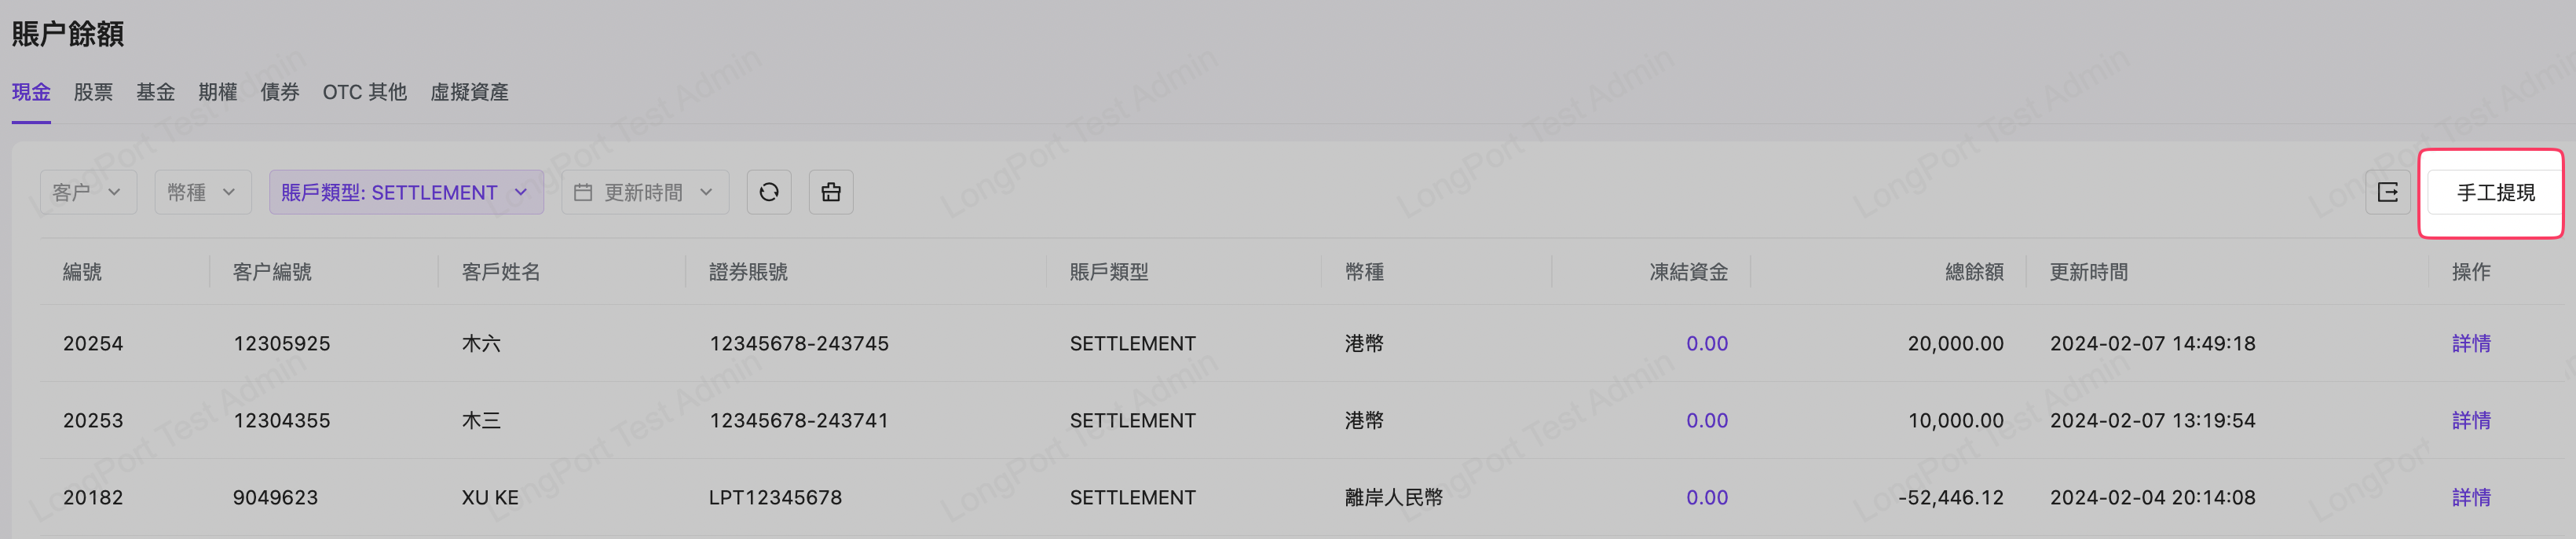 賬户餘額
現金 股票 基金 期權 債券 OTC 其他 虛擬資產
客户 幣種 賬戶類型: SETTLEMENT 更新時間 手工提現
編號 客户編號 客戶姓名 證券賬號 賬戶類型 幣種 凍結資金 總餘額 更新時間 操作
20254 12305925 木六 12345678-243745 SETTLEMENT 港幣 0.00 20,000.00 2024-02-07 14:49:18 詳情
20253 12304355 木三 12345678-243741 SETTLEMENT 港幣 0.00 10,000.00 2024-02-07 13:19:54 詳情
20182 9049623 XU KE LPT12345678 SETTLEMENT 離岸人民幣 0.00 -52,446.12 2024-02-04 20:14:08 詳情
LongPort Test Admin